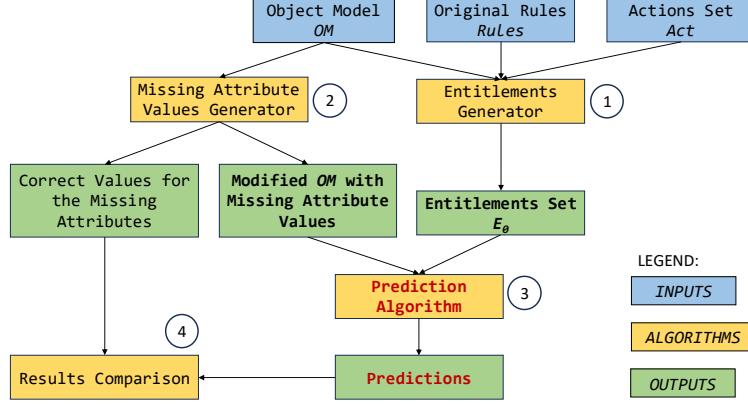 Object Model
OM
Original Rules
Rules
Actions Set
Act
Missing Attribute
Values Generator
2
Entitlements
Generator
1
Correct Values for
the Missing
Attributes
Modified OM with
Missing Attribute
Values
Entitlements Set
E0
LEGEND:
INPUTS
Prediction
Algorithm
3
ALGORITHMS
4
Results Comparison
Predictions
OUTPUTS